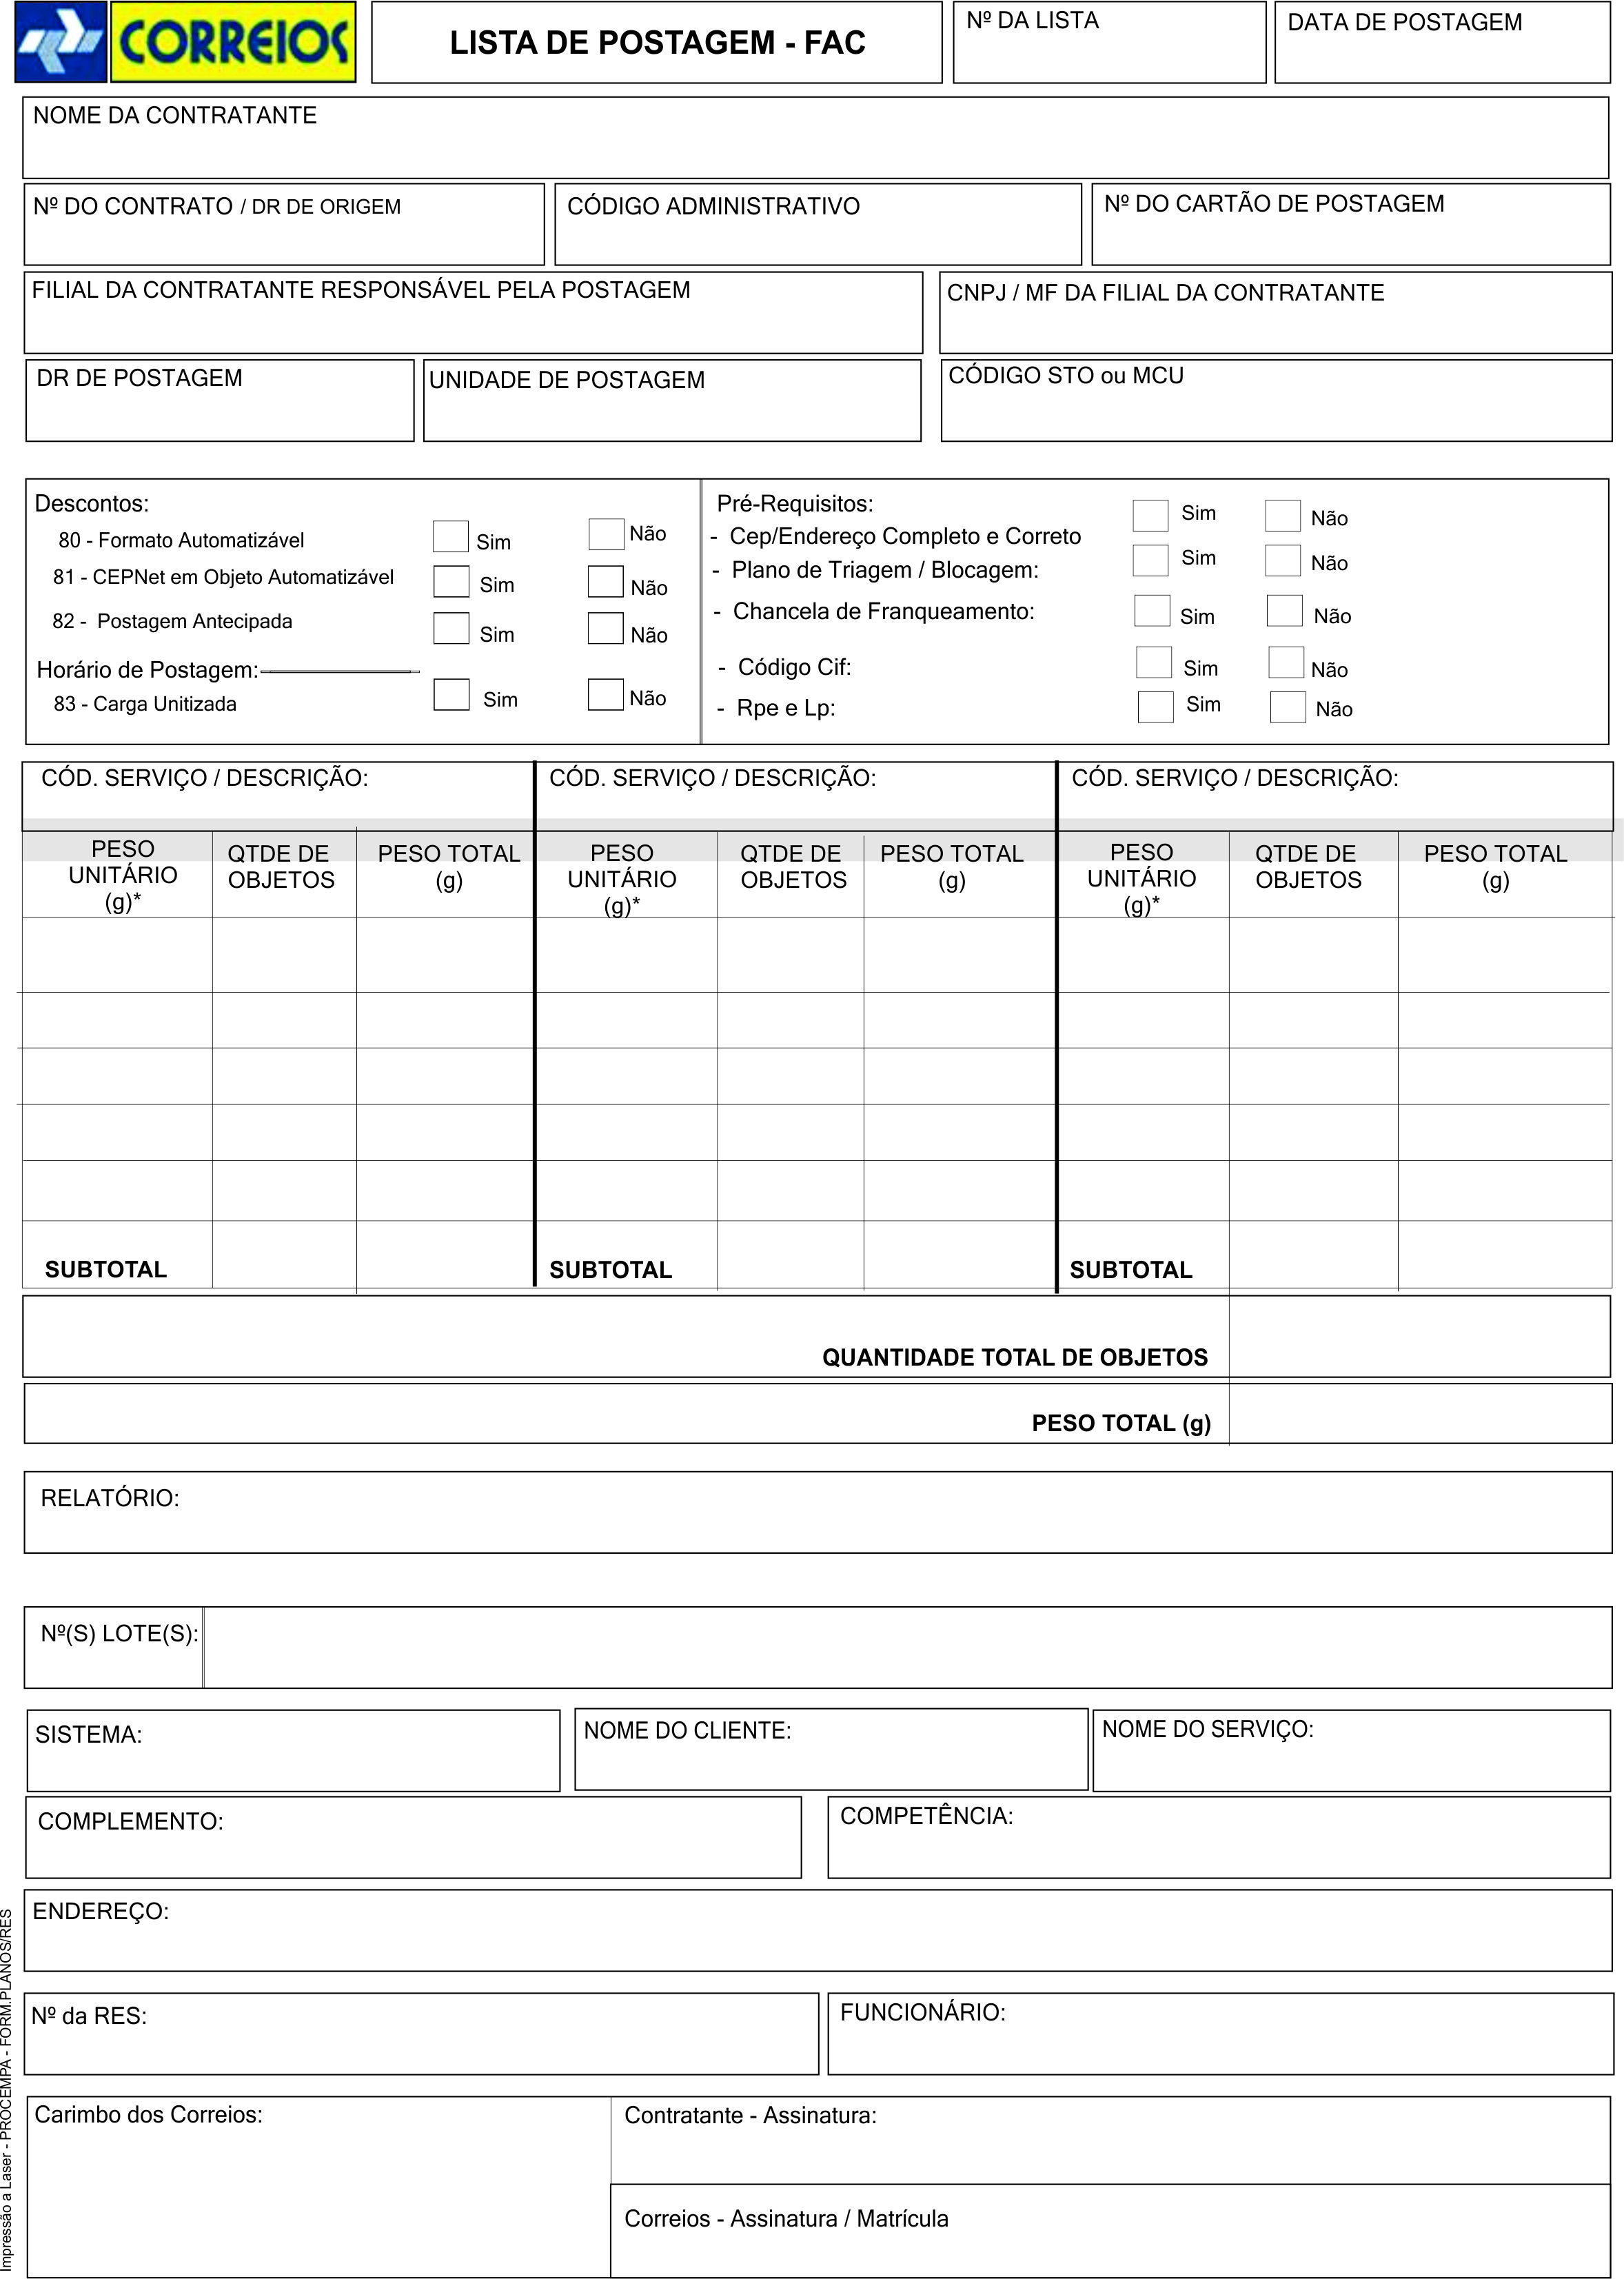 CORREIOS
LISTA DE POSTAGEM - FAC
Nº DA LISTA
DATA DE POSTAGEM
NOME DA CONTRATANTE
Nº DO CONTRATO / DR DE ORIGEM
CÓDIGO ADMINISTRATIVO
Nº DO CARTÃO DE POSTAGEM
FILIAL DA CONTRATANTE RESPONSÁVEL PELA POSTAGEM
CNPJ / MF DA FILIAL DA CONTRATANTE
DR DE POSTAGEM
UNIDADE DE POSTAGEM
CÓDIGO STO ou MCU
Descontos:
80 - Formato Automatizável Sim Não
81 - CEPNet em Objeto Automatizável Sim Não
82 - Postagem Antecipada Sim Não
Horário de Postagem:
83 - Carga Unitizada Sim Não
Pré-Requisitos:
- Cep/Endereço Completo e Correto Sim Não
- Plano de Triagem / Blocagem: Sim Não
- Chancela de Franqueamento: Sim Não
- Código Cif: Sim Não
- Rpe e Lp: Sim Não
CÓD. SERVIÇO / DESCRIÇÃO: CÓD. SERVIÇO / DESCRIÇÃO: CÓD. SERVIÇO / DESCRIÇÃO:
PESO QTDE DE PESO TOTAL PESO QTDE DE PESO TOTAL PESO QTDE DE PESO TOTAL
UNITÁRIO OBJETOS (g) UNITÁRIO OBJETOS (g) UNITÁRIO OBJETOS (g)
(g)* (g)* (g)*
SUBTOTAL SUBTOTAL SUBTOTAL
QUANTIDADE TOTAL DE OBJETOS
PESO TOTAL (g)
RELATÓRIO:
Nº(S) LOTE(S):
SISTEMA:
NOME DO CLIENTE:
NOME DO SERVIÇO:
COMPLEMENTO:
COMPETÊNCIA:
ENDEREÇO:
Nº da RES:
FUNCIONÁRIO:
Carimbo dos Correios:
Contratante - Assinatura:
Correios - Assinatura / Matrícula
Impressão a Laser - PROCEMPA - FORM.PLANOS/RES